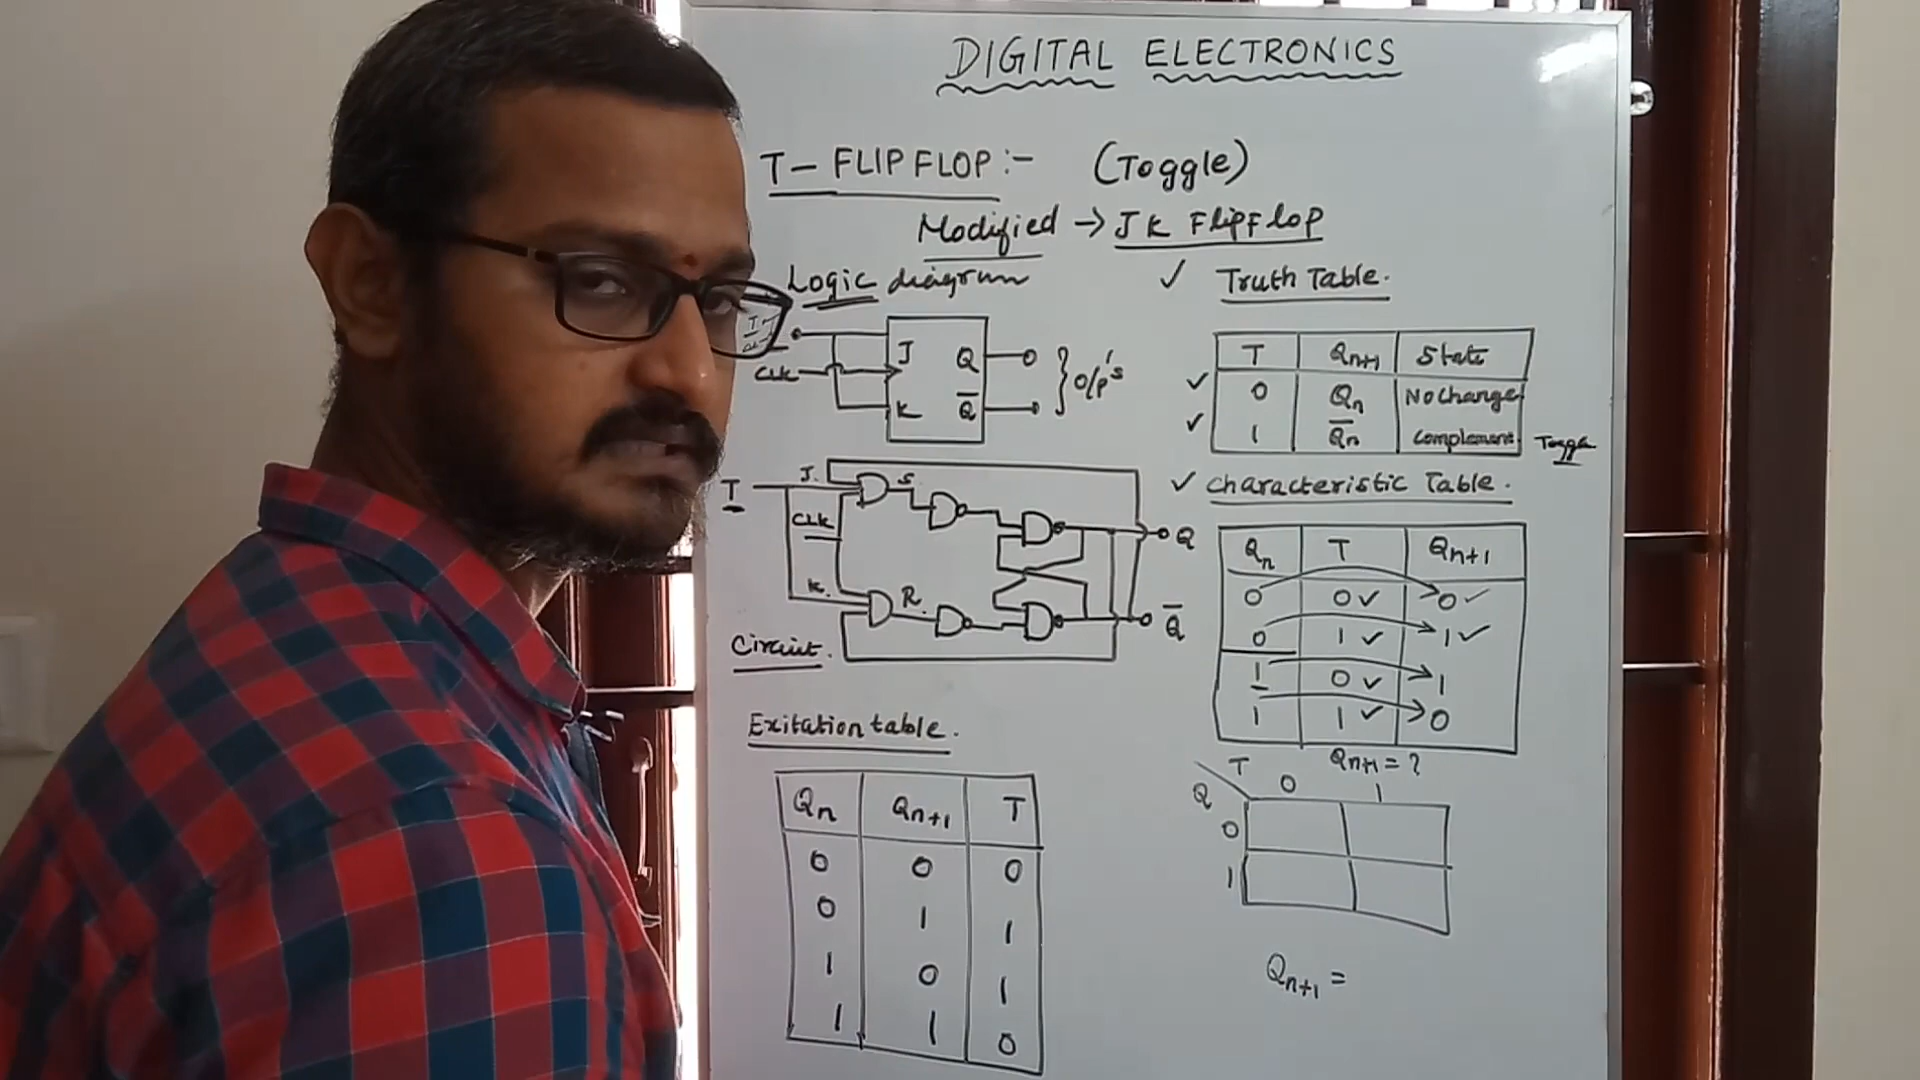 DIGITAL ELECTRONICS
T- FLIP FLOP :- (Toggle)
Modified → JK FlipFlop
Logic diagram
CLK
J Q
K Q̅
} O/p's
T
J.
S.
CLK
K.
R.
Q
Q̅
Circuit.
✓ Truth Table.
T Qn+1 State
✓ 0 Qn No change
✓ 1 Q̅n Complement Toggle
✓ Characteristic Table.
Qn T Qn+1
0 0 ✓ 0 ✓
0 1 ✓ 1 ✓
1 0 ✓ 1
1 1 ✓ 0
Exitation table.
Qn Qn+1 T
0 0 0
0 1 1
1 0 1
1 1 0
Qn+1 = ?
T 0 1
Q
0
1
Qn+1 =